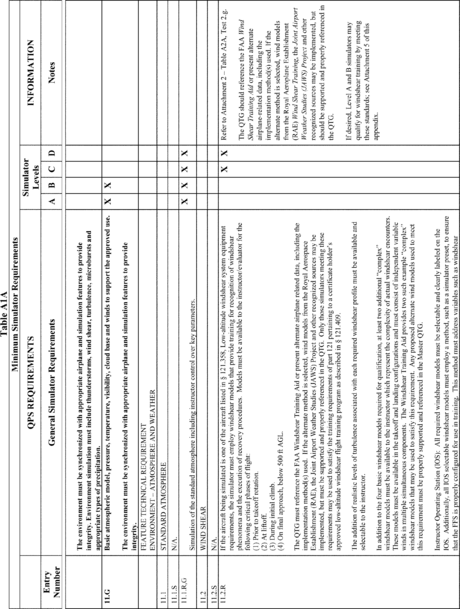 Table A1A
Minimum Simulator Requirements
QPS REQUIREMENTS
Simulator
Levels
INFORMATION
Entry
Number
General Simulator Requirements
A B C D
Notes
The environment must be synchronized with appropriate airplane and simulation features to provide
integrity. Environment simulation must include thunderstorms, wind shear, turbulence, microbursts and
appropriate types of precipitation.
1I.G
Basic atmospheric model, pressure, temperature, visibility, cloud base and winds to support the approved use.
X X
The environment must be synchronized with appropriate airplane and simulation features to provide
integrity.
FEATURE TECHNICAL REQUIREMENT
ENVIRONMENT – ATMOSPHERE AND WEATHER
11.1
STANDARD ATMOSPHERE
11.1.S
N/A.
11.1.R,G
Simulation of the standard atmosphere including instructor control over key parameters.
X X X X
11.2
WIND SHEAR
11.2.S
N/A.
11.2.R
If the aircraft being simulated is one of the aircraft listed in § 121.358, Low-altitude windshear system equipment
requirements, the simulator must employ windshear models that provide training for recognition of windshear
phenomena and the execution of recovery procedures. Models must be available to the instructor/evaluator for the
following critical phases of flight:
(1) Prior to takeoff rotation.
(2) At liftoff.
(3) During initial climb.
(4) On final approach, below 500 ft AGL.
X X
Refer to Attachment 2 – Table A2A, Test 2.g.
The QTG should reference the FAA Wind
Shear Training Aid or present alternate
airplane-related data, including the
implementation method(s) used. If the
alternate method is selected, wind models
from the Royal Aeroplane Establishment
(RAE) Wind Shear Training, the Joint Airport
Weather Studies (JAWS) Project and other
recognized sources may be implemented, but
should be supported and properly referenced in
the QTG.
The QTG must reference the FAA Windshear Training Aid or present alternate airplane related data, including the
implementation method(s) used. If the alternate method is selected, wind models from the Royal Aerospace
Establishment (RAE), the Joint Airport Weather Studies (JAWS) Project and other recognized sources may be
implemented, but must be supported and properly referenced in the QTG. Only those simulators meeting these
requirements may be used to satisfy the training requirements of part 121 pertaining to a certificate holder's
approved low-altitude windshear flight training program as described in § 121.409.
If desired, Level A and B simulators may
qualify for windshear training by meeting
these standards; see Attachment 5 of this
appendix.
The addition of realistic levels of turbulence associated with each required windshear profile must be available and
selectable to the instructor.
In addition to the four basic windshear models required for qualification, at least two additional "complex"
windshear models must be available to the instructor which represent the complexity of actual windshear encounters.
These models must be available in the takeoff and landing configurations and must consist of independent variable
winds in multiple simultaneous components. The Windshear Training Aid provides two such example "complex"
windshear models that may be used to satisfy this requirement. Any proposed alternate wind models used to meet
this requirement must be properly supported and referenced in the Master QTG.
Instructor Operating Station (IOS): All required windshear models must be selectable and clearly labeled on the
IOS. Additionally, all IOS selectable windshear models must employ a method, such as a simulator preset, to ensure
that the FFS is properly configured for use in training. This method must address variables such as windshear